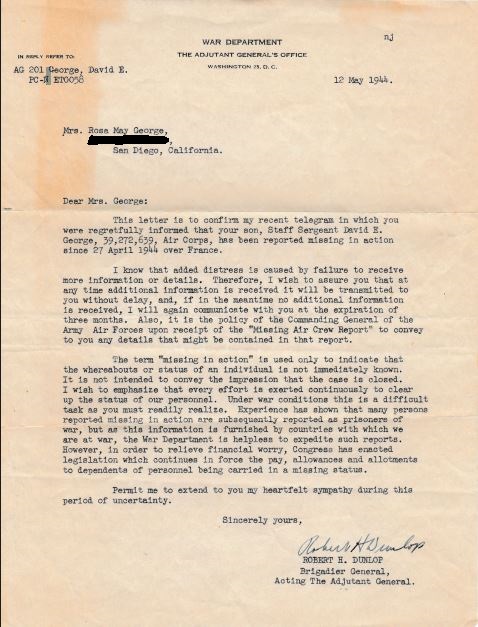 nj
WAR DEPARTMENT
THE ADJUTANT GENERAL'S OFFICE
WASHINGTON 25, D. C.
IN REPLY REFER TO:
AG 201 George, David E.
PC-N ET0058
12 May 1944.
Mrs. Rosa May George,
San Diego, California.
Dear Mrs. George:
This letter is to confirm my recent telegram in which you
were regretfully informed that your son, Staff Sergeant David E.
George, 39,272,639, Air Corps, has been reported missing in action
since 27 April 1944 over France.
I know that added distress is caused by failure to receive
more information or details. Therefore, I wish to assure you that at
any time additional information is received it will be transmitted to
you without delay, and, if in the meantime no additional information
is received, I will again communicate with you at the expiration of
three months. Also, it is the policy of the Commanding General of the
Army Air Forces upon receipt of the "Missing Air Crew Report" to convey
to you any details that might be contained in that report.
The term "missing in action" is used only to indicate that
the whereabouts or status of an individual is not immediately known.
It is not intended to convey the impression that the case is closed.
I wish to emphasize that every effort is exerted continuously to clear
up the status of our personnel. Under war conditions this is a difficult
task as you must readily realize. Experience has shown that many persons
reported missing in action are subsequently reported as prisoners of
war, but as this information is furnished by countries with which we
are at war, the War Department is helpless to expedite such reports.
However, in order to relieve financial worry, Congress has enacted
legislation which continues in force the pay, allowances and allotments
to dependents of personnel being carried in a missing status.
Permit me to extend to you my heartfelt sympathy during this
period of uncertainty.
Sincerely yours,
Robert H Dunlop
ROBERT H. DUNLOP
Brigadier General,
Acting The Adjutant General.